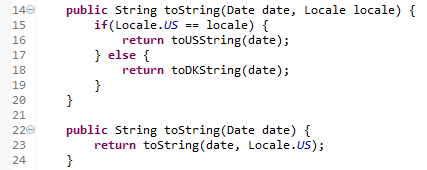 14 public String toString(Date date, Locale locale) {
15 if(Locale.US == locale) {
16 return toUSString(date);
17 } else {
18 return toDKString(date);
19 }
20 }
21
22 public String toString(Date date) {
23 return toString(date, Locale.US);
24 }